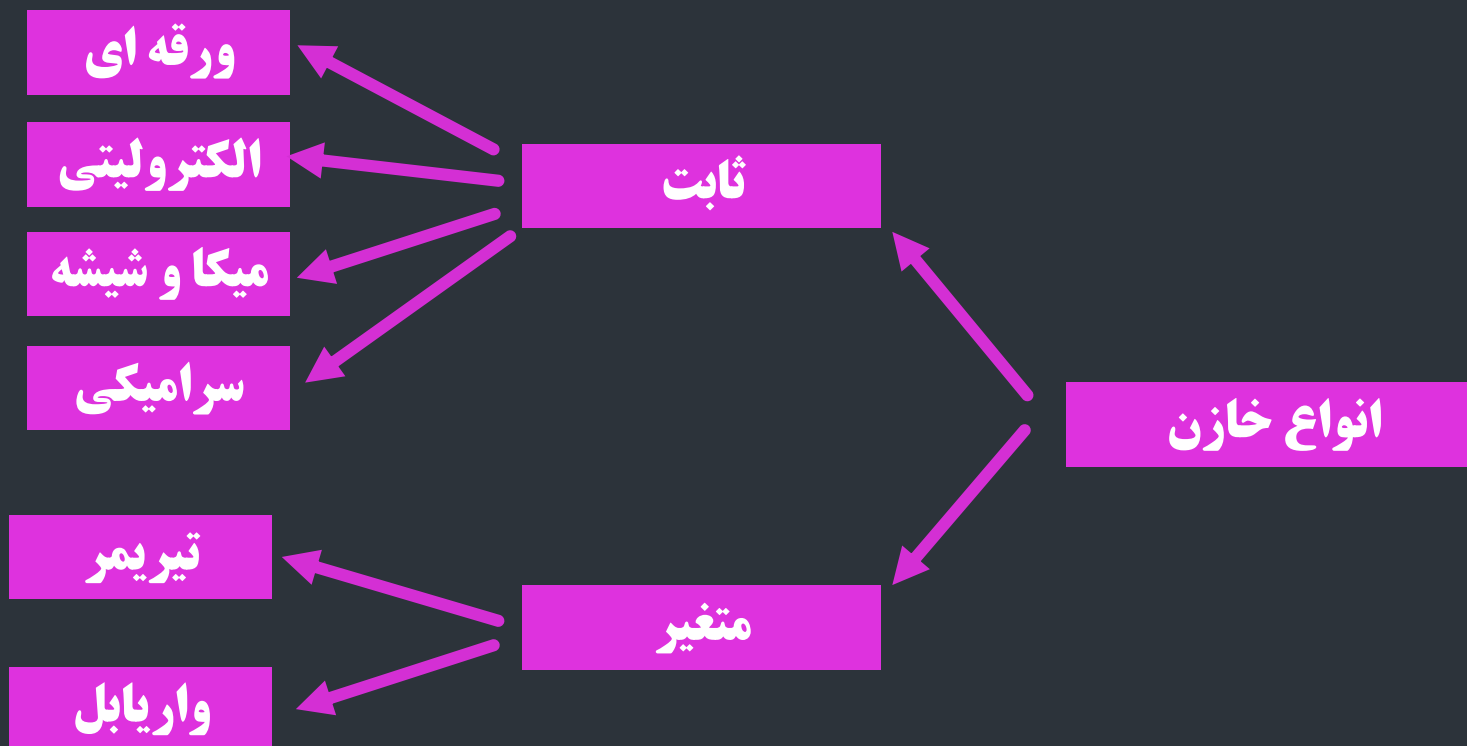 انواع خازن
ثابت
ورقه ای
الکترولیتی
میکا و شیشه
سرامیکی
متغیر
تیریمر
واریابل